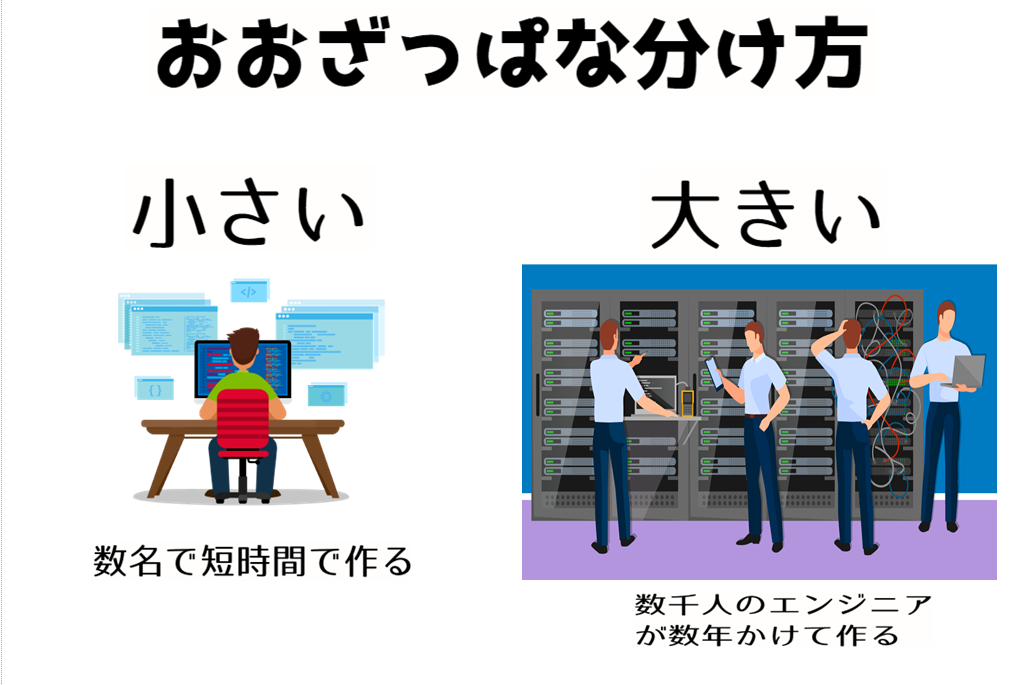 おおざっぱな分け方
小さい
大きい
</>
{}
数名で短時間で作る
数千人のエンジニア
が数年かけて作る